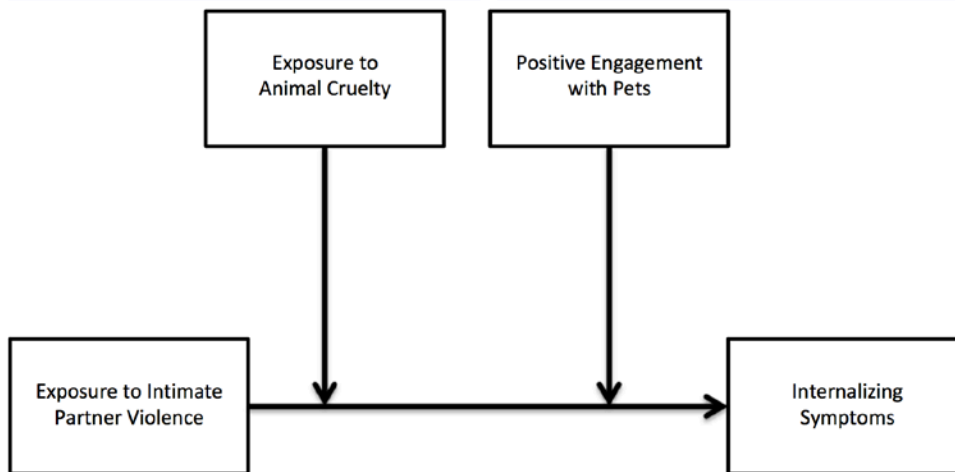 Exposure to
Animal Cruelty
Positive Engagement
with Pets
Exposure to Intimate
Partner Violence
Internalizing
Symptoms